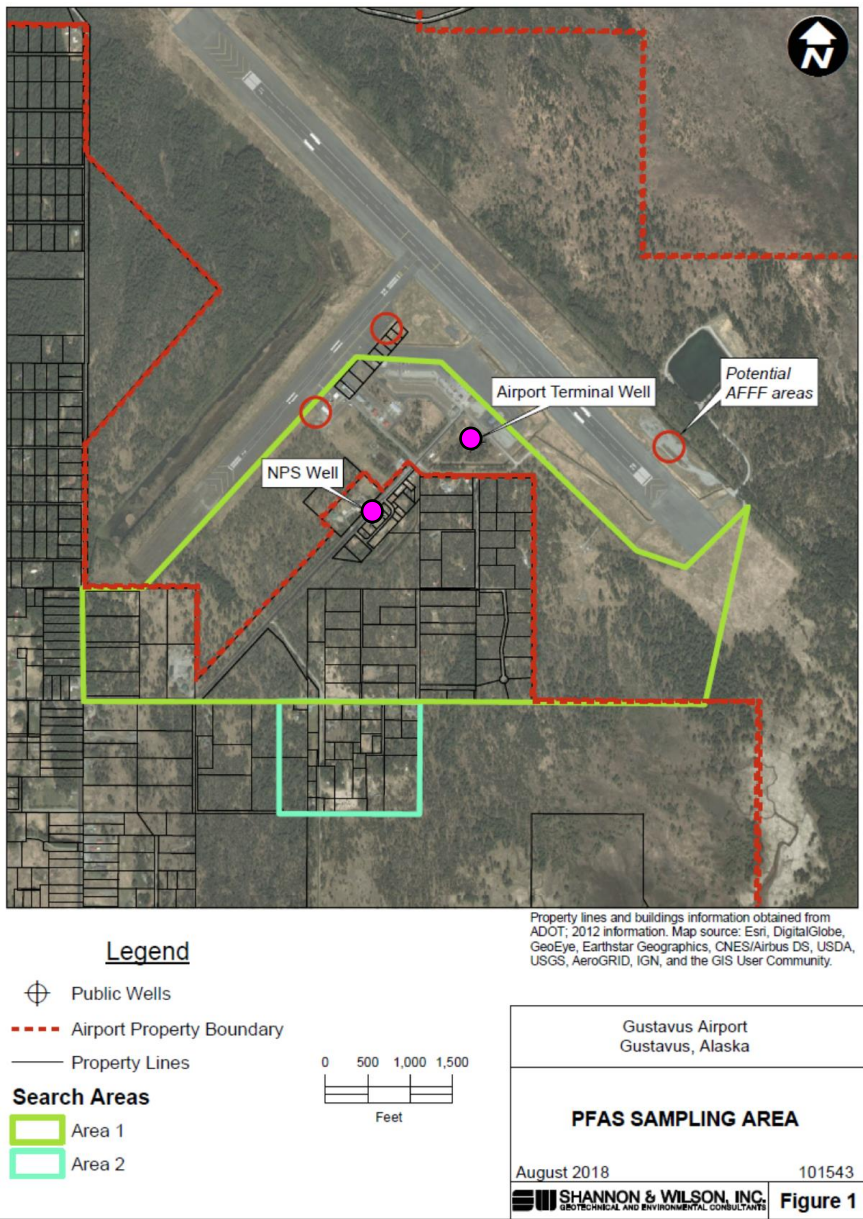 N
Potential
AFFF areas
Airport Terminal Well
NPS Well
Property lines and buildings information obtained from
ADOT; 2012 information. Map source: Esri, DigitalGlobe,
GeoEye, Earthstar Geographics, CNES/Airbus DS, USDA,
USGS, AeroGRID, IGN, and the GIS User Community.
Legend
Public Wells
Airport Property Boundary
Property Lines
Search Areas
Area 1
Area 2
0 500 1,000 1,500
Feet
Gustavus Airport
Gustavus, Alaska
PFAS SAMPLING AREA
August 2018 101543
SHANNON & WILSON, INC.
GEOTECHNICAL AND ENVIRONMENTAL CONSULTANTS
Figure 1